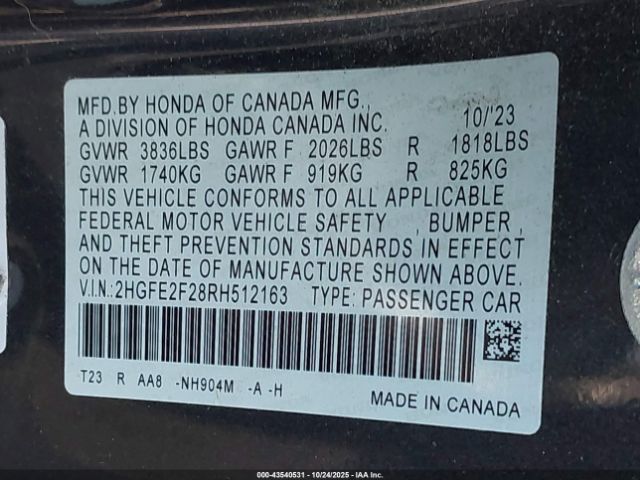 MFD. BY HONDA OF CANADA MFG.,
A DIVISION OF HONDA CANADA INC. 10/'23
GVWR 3836LBS GAWR F 2026LBS R 1818LBS
GVWR 1740KG GAWR F 919KG R 825KG
THIS VEHICLE CONFORMS TO ALL APPLICABLE
FEDERAL MOTOR VEHICLE SAFETY , BUMPER ,
AND THEFT PREVENTION STANDARDS IN EFFECT
ON THE DATE OF MANUFACTURE SHOWN ABOVE.
V.I.N.:2HGFE2F28RH512163 TYPE: PASSENGER CAR
T23 R AA8 -NH904M -A -H
MADE IN CANADA
000-43540531 - 10/24/2025 - IAA Inc.